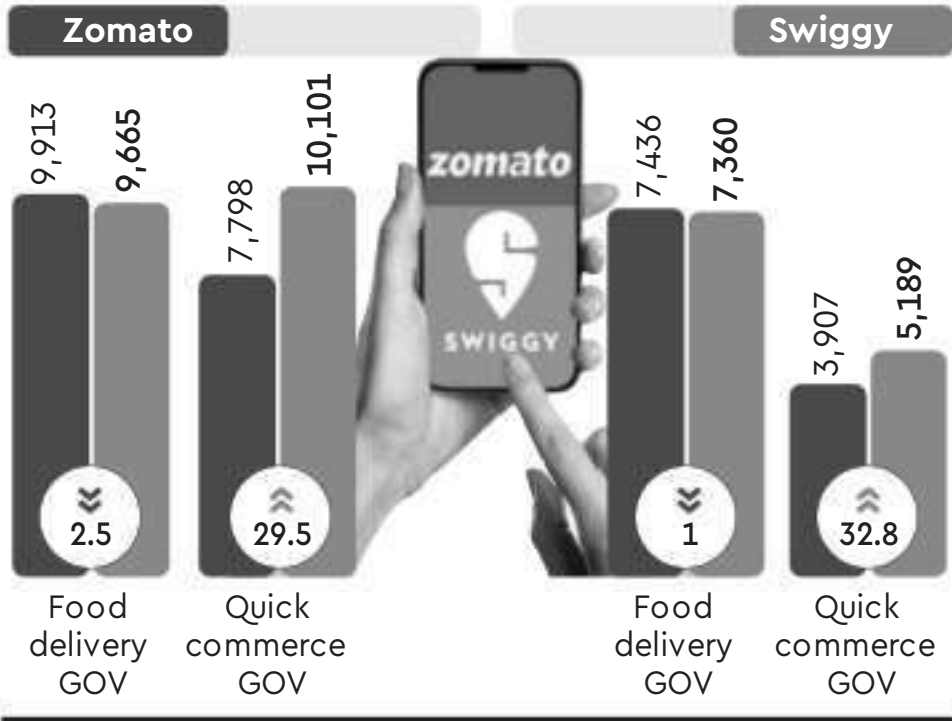 Zomato
Swiggy
9,913
9,665
7,798
10,101
zomato
SWIGGY
7,436
7,360
3,907
5,189
2.5
29.5
1
32.8
Food
delivery
GOV
Quick
commerce
GOV
Food
delivery
GOV
Quick
commerce
GOV